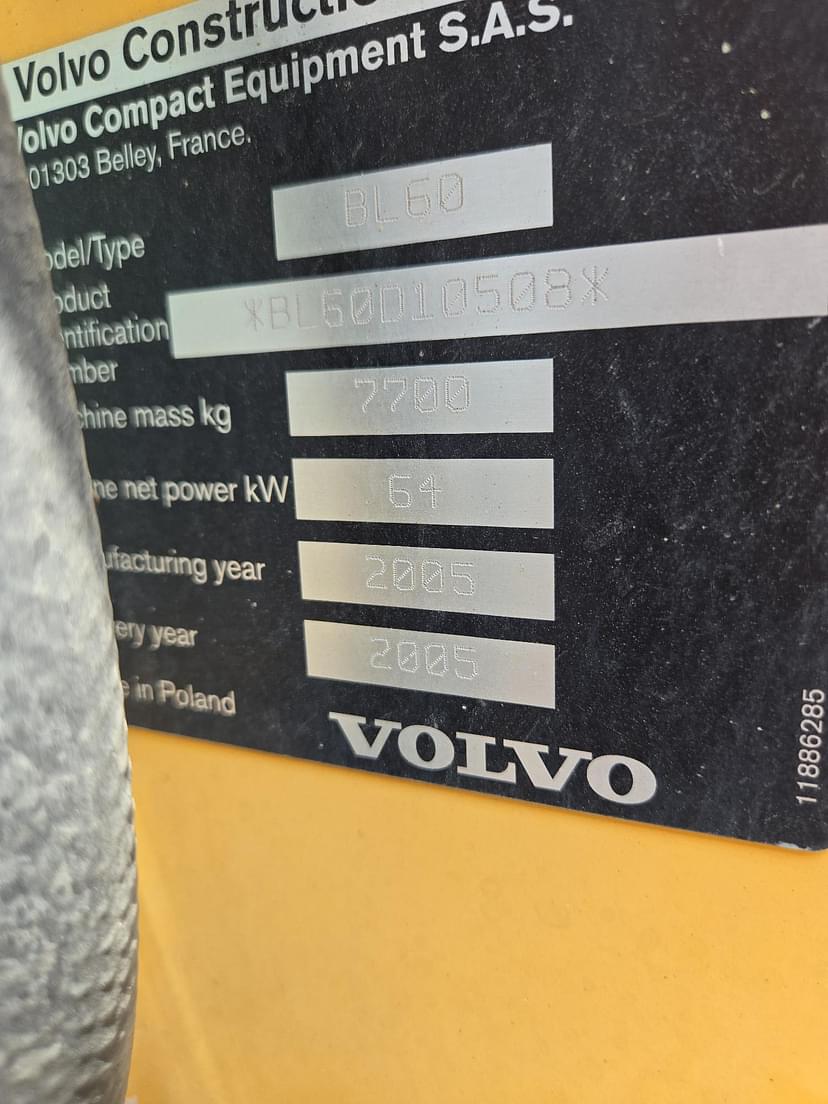 Volvo Constructi
Volvo Compact Equipment S.A.S.
01303 Belley, France.
odel/Type BL60
oduct
ntification
mber *BL60D10508*
chine mass kg 7700
ne net power kW 64
ufacturing year 2005
ery year 2005
e in Poland
VOLVO
11886285